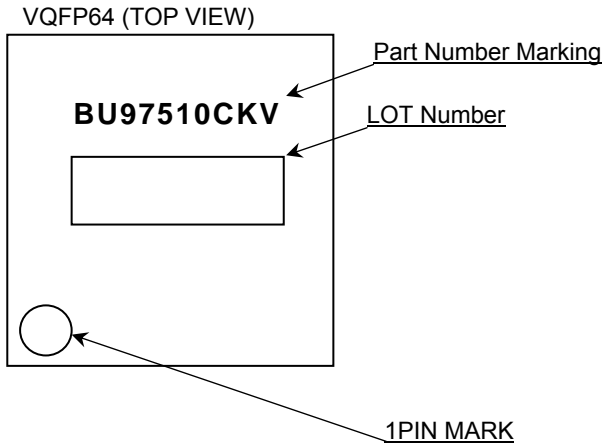 VQFP64 (TOP VIEW)
Part Number Marking
BU97510CKV
LOT Number
1PIN MARK